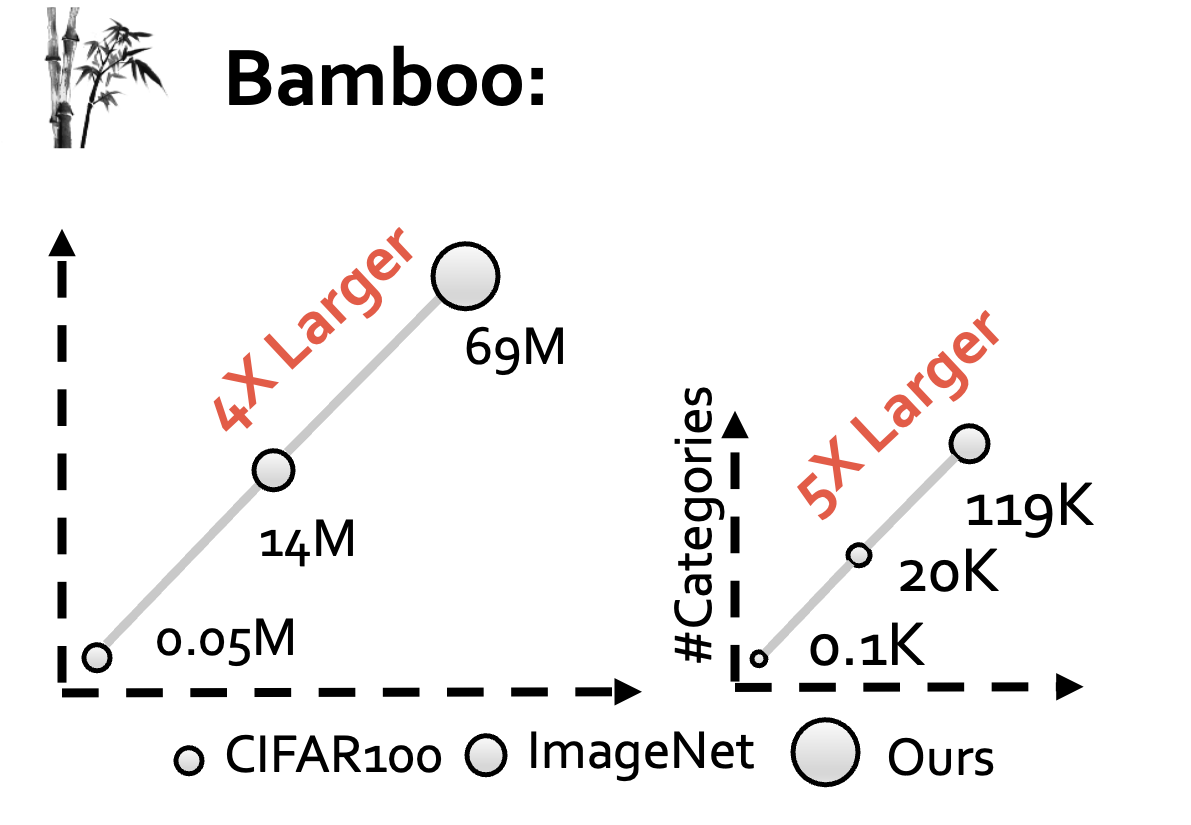 Bamboo:
4X Larger
69M
14M
0.05M
#Categories
5X Larger
119K
20K
0.1K
CIFAR100 ImageNet Ours